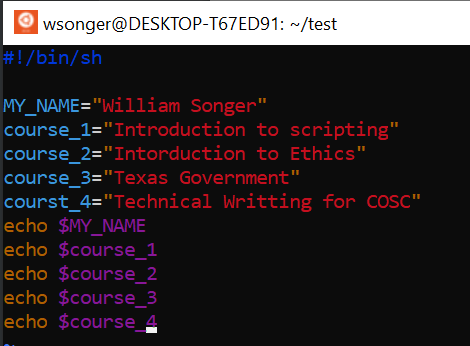 wsonger@DESKTOP-T67ED91: ~/test
#!/bin/sh
MY_NAME="William Songer"
course_1="Introduction to scripting"
course_2="Intorduction to Ethics"
course_3="Texas Government"
courst_4="Technical Writting for COSC"
echo $MY_NAME
echo $course_1
echo $course_2
echo $course_3
echo $course_4